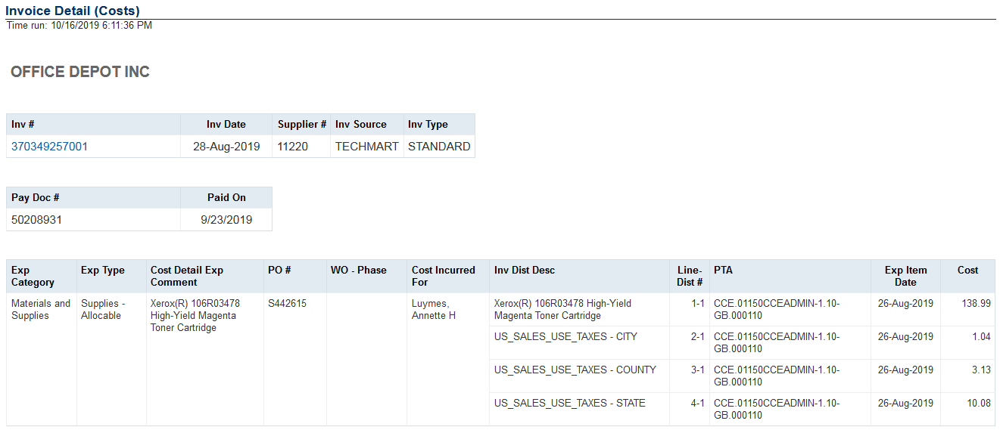 Invoice Detail (Costs)
Time run: 10/16/2019 6:11:36 PM
OFFICE DEPOT INC
Inv # Inv Date Supplier # Inv Source Inv Type
370349257001 28-Aug-2019 11220 TECHMART STANDARD
Pay Doc # Paid On
50208931 9/23/2019
Exp Category Exp Type Cost Detail Exp Comment PO # WO - Phase Cost Incurred For Inv Dist Desc Line-Dist # PTA Exp Item Date Cost
Materials and Supplies Supplies - Allocable Xerox(R) 106R03478 High-Yield Magenta Toner Cartridge S442615 Luymes, Annette H Xerox(R) 106R03478 High-Yield Magenta Toner Cartridge 1-1 CCE.01150CCEADMIN-1.10-GB.000110 26-Aug-2019 138.99
US_SALES_USE_TAXES - CITY 2-1 CCE.01150CCEADMIN-1.10-GB.000110 26-Aug-2019 1.04
US_SALES_USE_TAXES - COUNTY 3-1 CCE.01150CCEADMIN-1.10-GB.000110 26-Aug-2019 3.13
US_SALES_USE_TAXES - STATE 4-1 CCE.01150CCEADMIN-1.10-GB.000110 26-Aug-2019 10.08